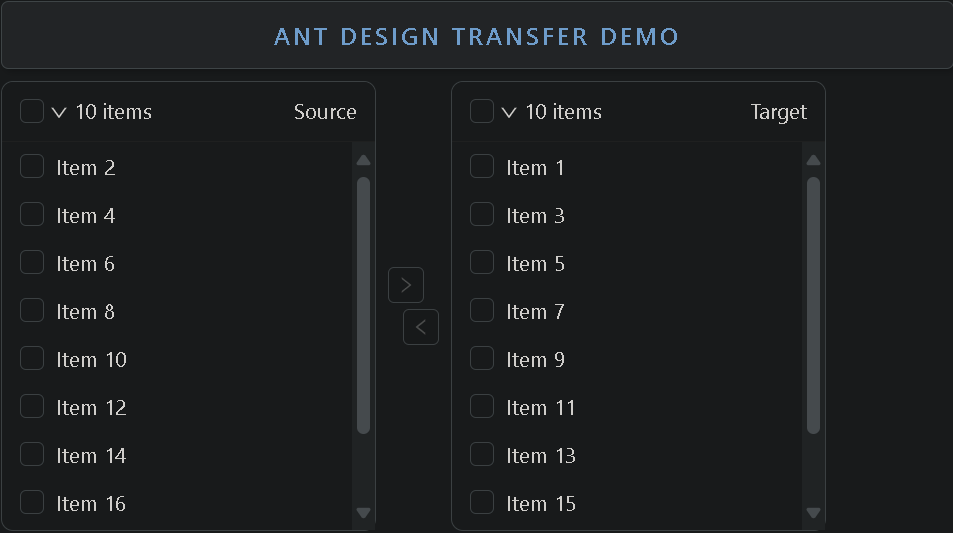 ANT DESIGN TRANSFER DEMO
10 items Source
Item 2
Item 4
Item 6
Item 8
Item 10
Item 12
Item 14
Item 16
10 items Target
Item 1
Item 3
Item 5
Item 7
Item 9
Item 11
Item 13
Item 15